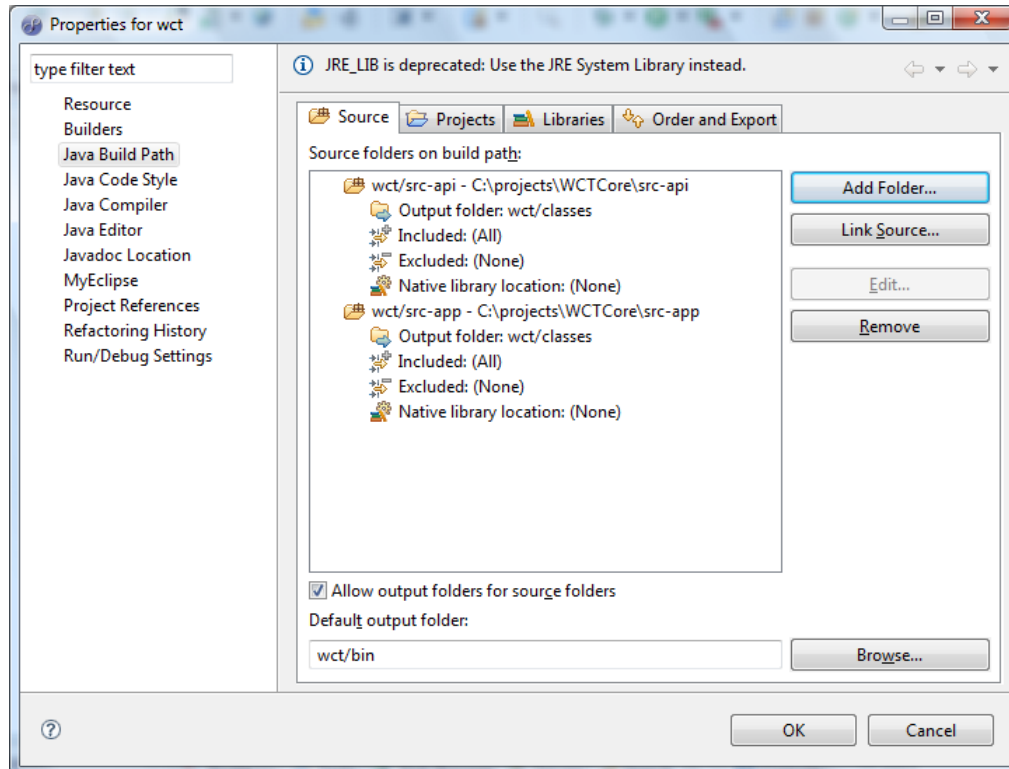 Properties for wct
type filter text
Resource
Builders
Java Build Path
Java Code Style
Java Compiler
Java Editor
Javadoc Location
MyEclipse
Project References
Refactoring History
Run/Debug Settings
JRE_LIB is deprecated: Use the JRE System Library instead.
Source Projects Libraries Order and Export
Source folders on build path:
wct/src-api - C:\projects\WCTCore\src-api
Output folder: wct/classes
Included: (All)
Excluded: (None)
Native library location: (None)
wct/src-app - C:\projects\WCTCore\src-app
Output folder: wct/classes
Included: (All)
Excluded: (None)
Native library location: (None)
Add Folder...
Link Source...
Edit...
Remove
Allow output folders for source folders
Default output folder:
wct/bin
Browse...
OK Cancel